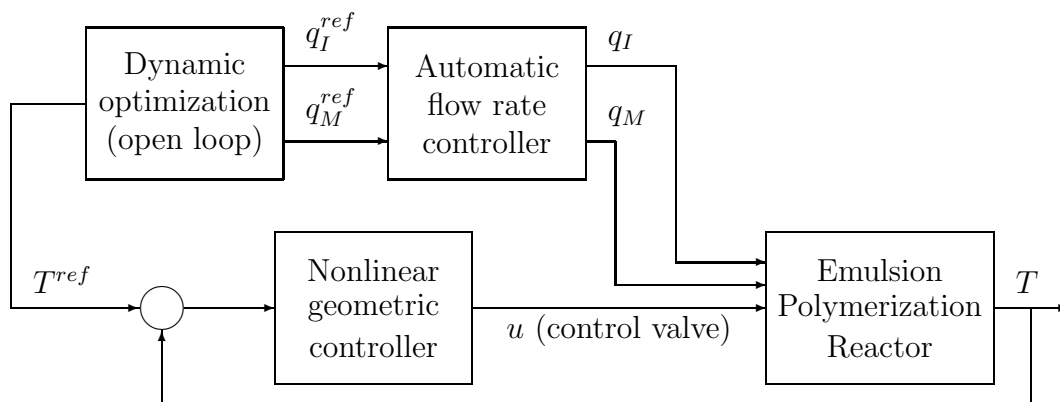 Dynamic
optimization
(open loop)
q_I^{ref}
q_M^{ref}
Automatic
flow rate
controller
q_I
q_M
T^{ref}
Nonlinear
geometric
controller
u (control valve)
Emulsion
Polymerization
Reactor
T